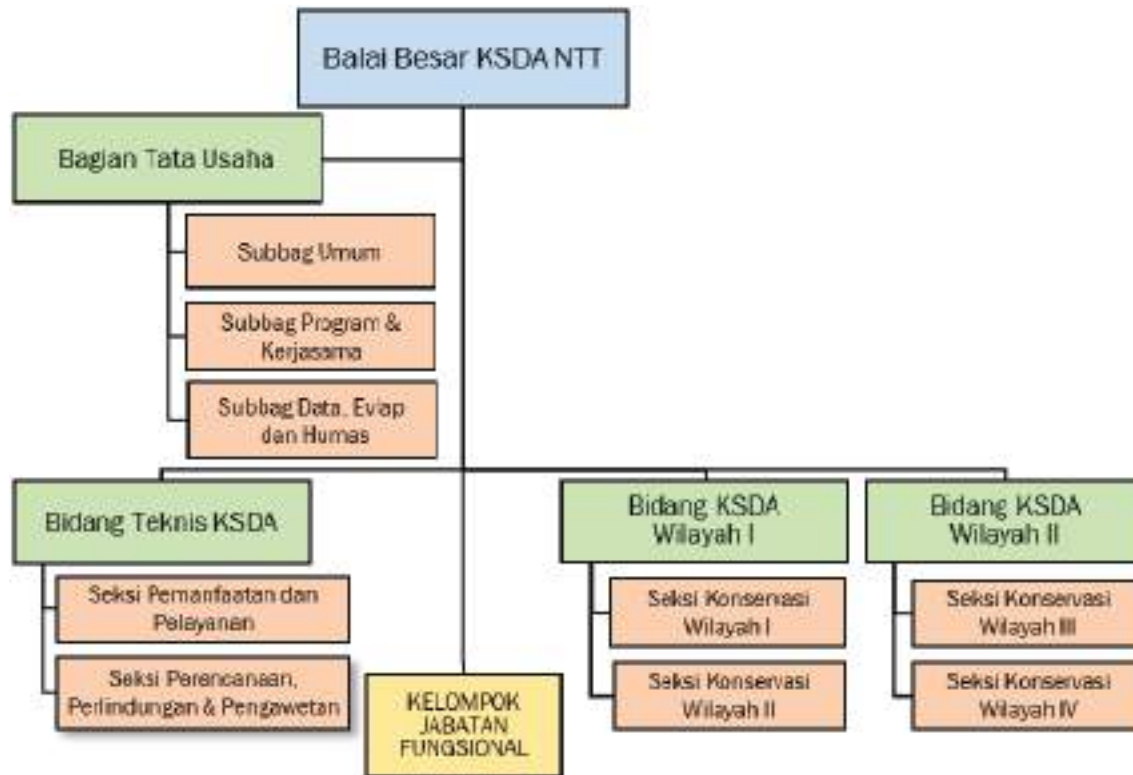 Balai Besar KSDA NTT
Bagian Tata Usaha
Subbag Umum
Subbag Program &
Kerjasama
Subbag Data, Evlap
dan Humas
Bidang Teknis KSDA
Seksi Pemanfaatan dan
Pelayanan
Seksi Perencanaan,
Perlindungan & Pengawetan
KELOMPOK
JABATAN
FUNGSIONAL
Bidang KSDA
Wilayah I
Seksi Konservasi
Wilayah I
Seksi Konservasi
Wilayah II
Bidang KSDA
Wilayah II
Seksi Konservasi
Wilayah III
Seksi Konservasi
Wilayah IV